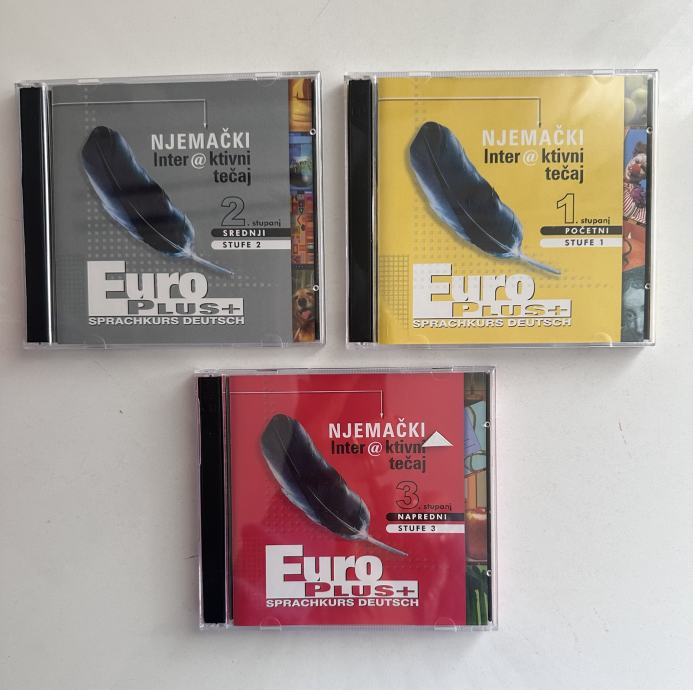 NJEMAČKI
Inter@ktivni
tečaj
2. stupanj
SREDNJI
STUFE 2
Euro
PLUS+
SPRACHKURS DEUTSCH
NJEMAČKI
Inter@ktivni
tečaj
1. stupanj
POČETNI
STUFE 1
Euro
PLUS+
SPRACHKURS DEUTSCH
NJEMAČKI
Inter@ktivni
tečaj
3. stupanj
NAPREDNI
STUFE 3
Euro
PLUS+
SPRACHKURS DEUTSCH